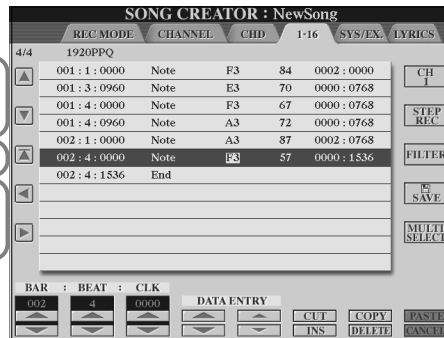 SONG CREATOR : NewSong
REC MODE CHANNEL CHD 1-16 SYS/EX. LYRICS
4/4 1920PPQ
001 : 1 : 0000 Note F3 84 0002 : 0000
001 : 3 : 0960 Note E3 70 0000 : 0768
001 : 4 : 0000 Note F3 67 0000 : 0768
001 : 4 : 0960 Note A3 72 0000 : 0768
002 : 1 : 0000 Note A3 87 0002 : 0768
002 : 4 : 0000 Note F3 57 0000 : 1536
002 : 4 : 1536 End
CH
1
STEP
REC
FILTER
SAVE
MULTI
SELECT
BAR : BEAT : CLK
002 4 0000 DATA ENTRY
CUT COPY PASTE
INS DELETE CANCEL